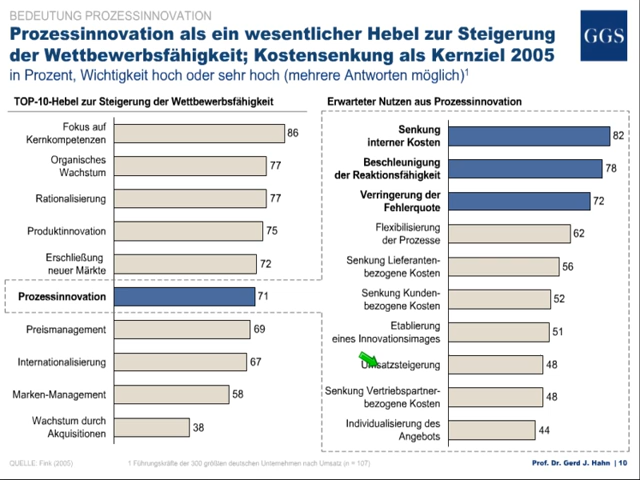 BEDEUTUNG PROZESSINNOVATION
Prozessinnovation als ein wesentlicher Hebel zur Steigerung
der Wettbewerbsfähigkeit; Kostensenkung als Kernziel 2005
in Prozent, Wichtigkeit hoch oder sehr hoch (mehrere Antworten möglich)¹
GGS
TOP-10-Hebel zur Steigerung der Wettbewerbsfähigkeit
Fokus auf
Kernkompetenzen
86
Organisches
Wachstum
77
Rationalisierung
77
Produktinnovation
75
Erschließung
neuer Märkte
72
Prozessinnovation
71
Preismanagement
69
Internationalisierung
67
Marken-Management
58
Wachstum durch
Akquisitionen
38
Erwarteter Nutzen aus Prozessinnovation
Senkung
interner Kosten
82
Beschleunigung
der Reaktionsfähigkeit
78
Verringerung der
Fehlerquote
72
Flexibilisierung
der Prozesse
62
Senkung Lieferanten-
bezogene Kosten
56
Senkung Kunden-
bezogene Kosten
52
Etablierung
eines Innovationsimages
51
Umsatzsteigerung
48
Senkung Vertriebspartner-
bezogene Kosten
48
Individualisierung des
Angebots
44
QUELLE: Fink (2005)
1 Führungskräfte der 300 größten deutschen Unternehmen nach Umsatz (n = 107)
Prof. Dr. Gerd J. Hahn | 10